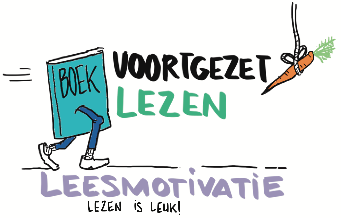 BOEK
VOORTGEZET
LEZEN
LEESMOTIVATIE
LEZEN IS LEUK!